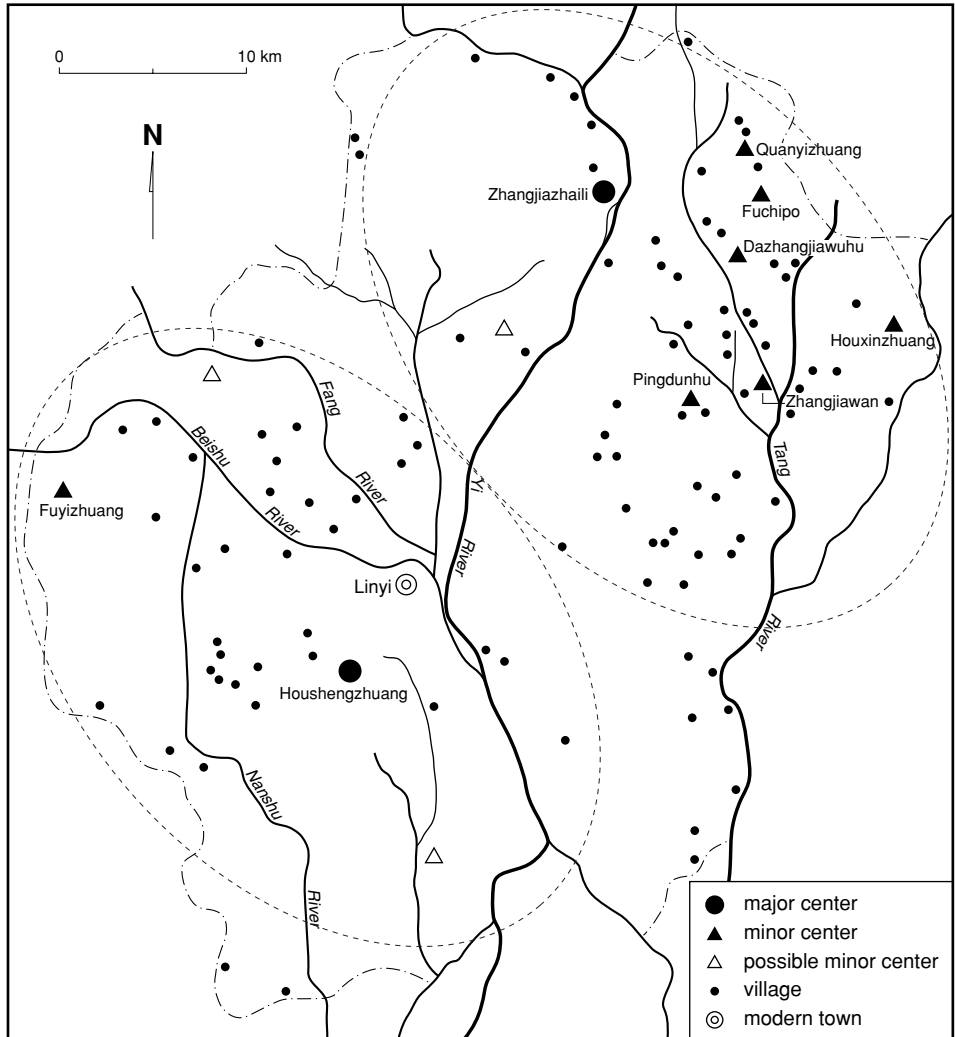 0 10 km
N
Quanyizhuang
Zhangjiazhaili
Fuchipo
Dazhangjiawuhu
Houxinzhuang
Pingdunhu
Zhangjiawan
Fang
River
Beishu
River
Fuyizhuang
Yi
River
Tang
River
Linyi
Houshengzhuang
Nanshu
River
major center
minor center
possible minor center
village
modern town